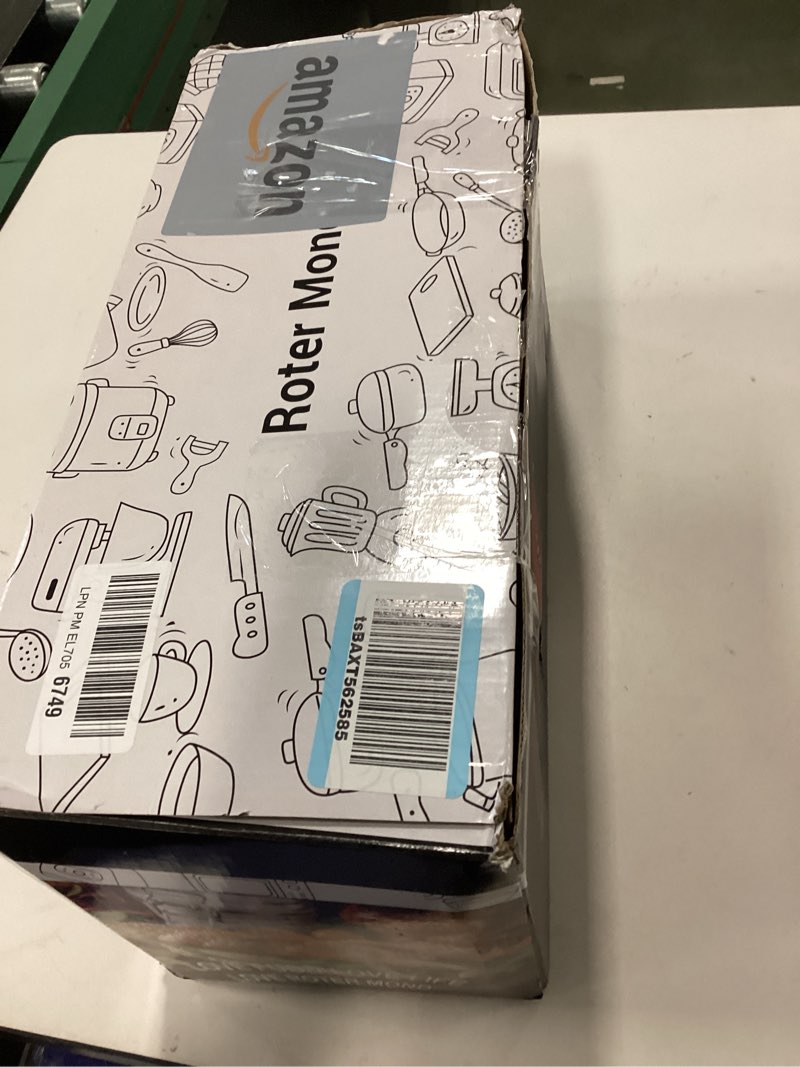 amazon
Roter Mon
LPN PM EL705 6749
tsBAXT562585